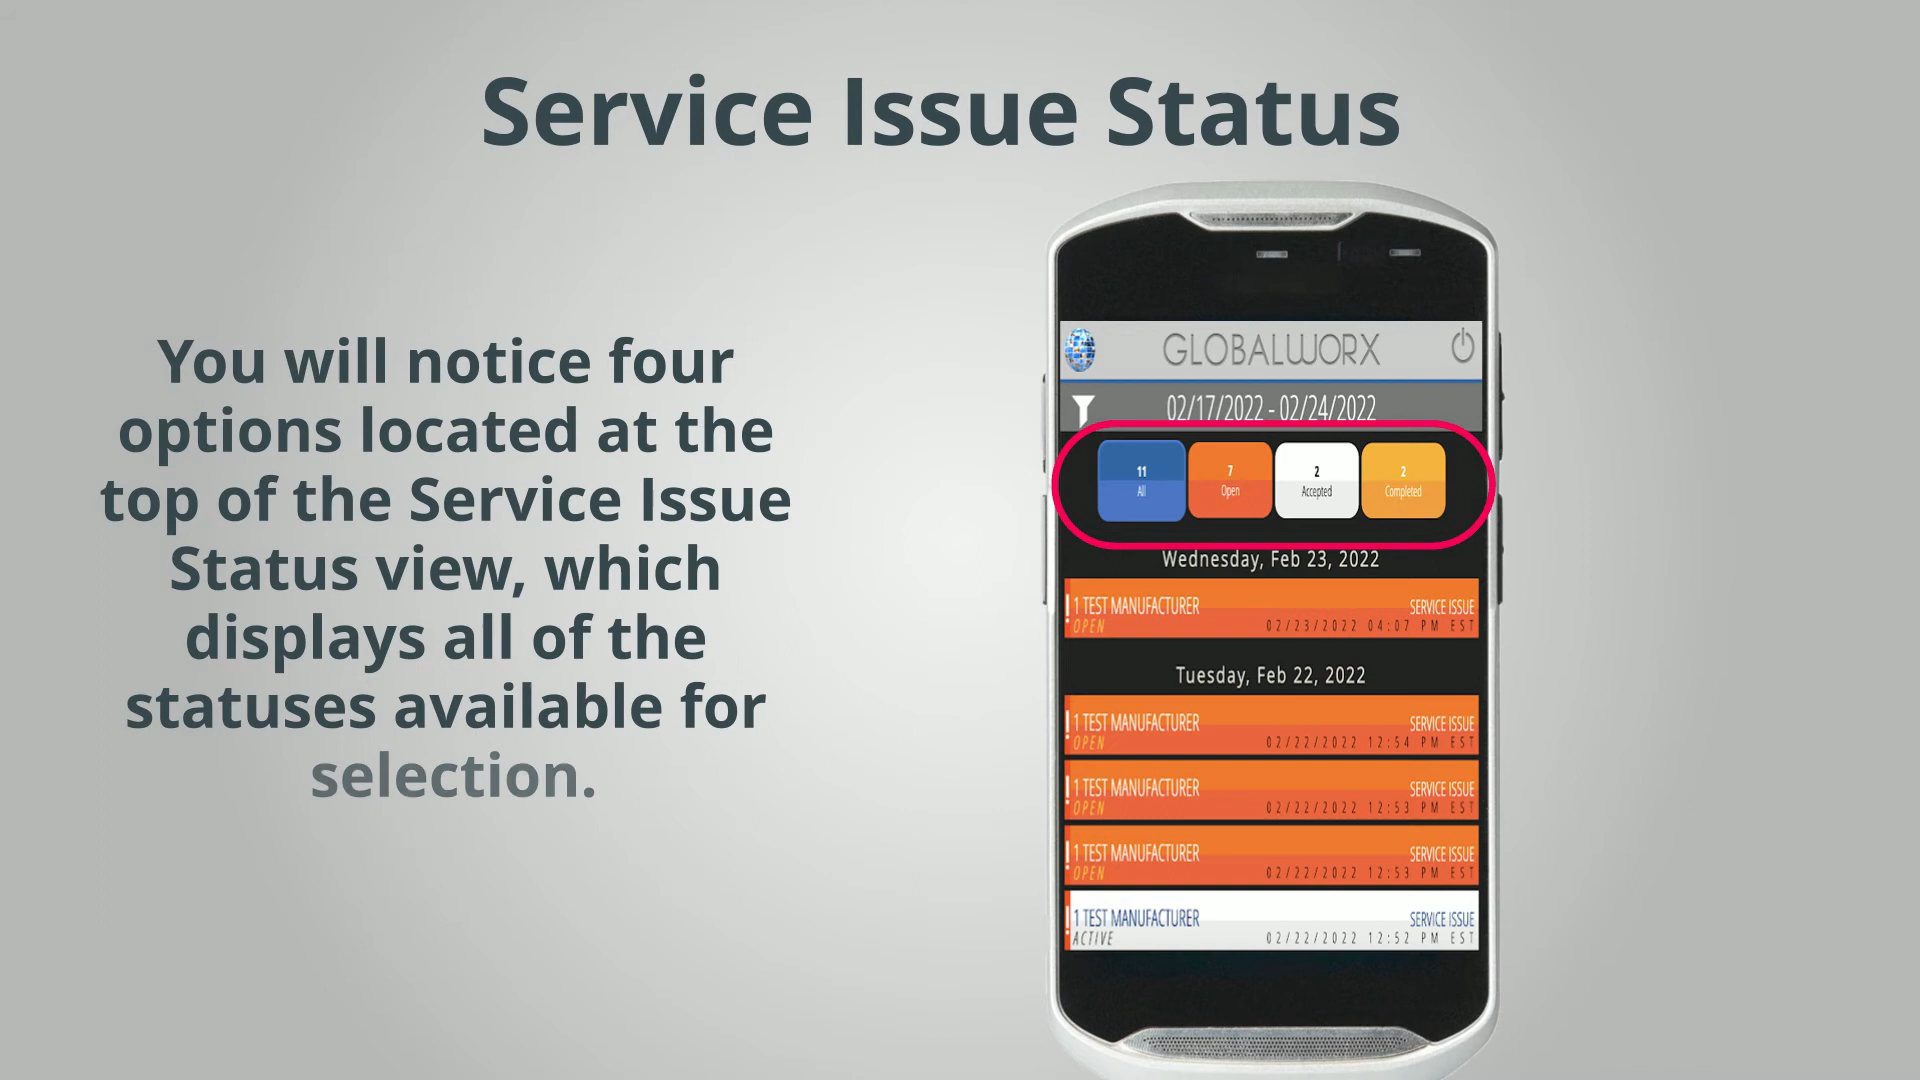 Service Issue Status
You will notice four
options located at the
top of the Service Issue
Status view, which
displays all of the
statuses available for
selection.
GLOBALWORX
02/17/2022 - 02/24/2022
11 7 2 2
All Open Accepted Completed
Wednesday, Feb 23, 2022
! 1 TEST MANUFACTURER SERVICE ISSUE
OPEN 02/23/2022 04:07 PM EST
Tuesday, Feb 22, 2022
! 1 TEST MANUFACTURER SERVICE ISSUE
OPEN 02/22/2022 12:54 PM EST
! 1 TEST MANUFACTURER SERVICE ISSUE
OPEN 02/22/2022 12:53 PM EST
! 1 TEST MANUFACTURER SERVICE ISSUE
OPEN 02/22/2022 12:53 PM EST
! 1 TEST MANUFACTURER SERVICE ISSUE
ACTIVE 02/22/2022 12:52 PM EST